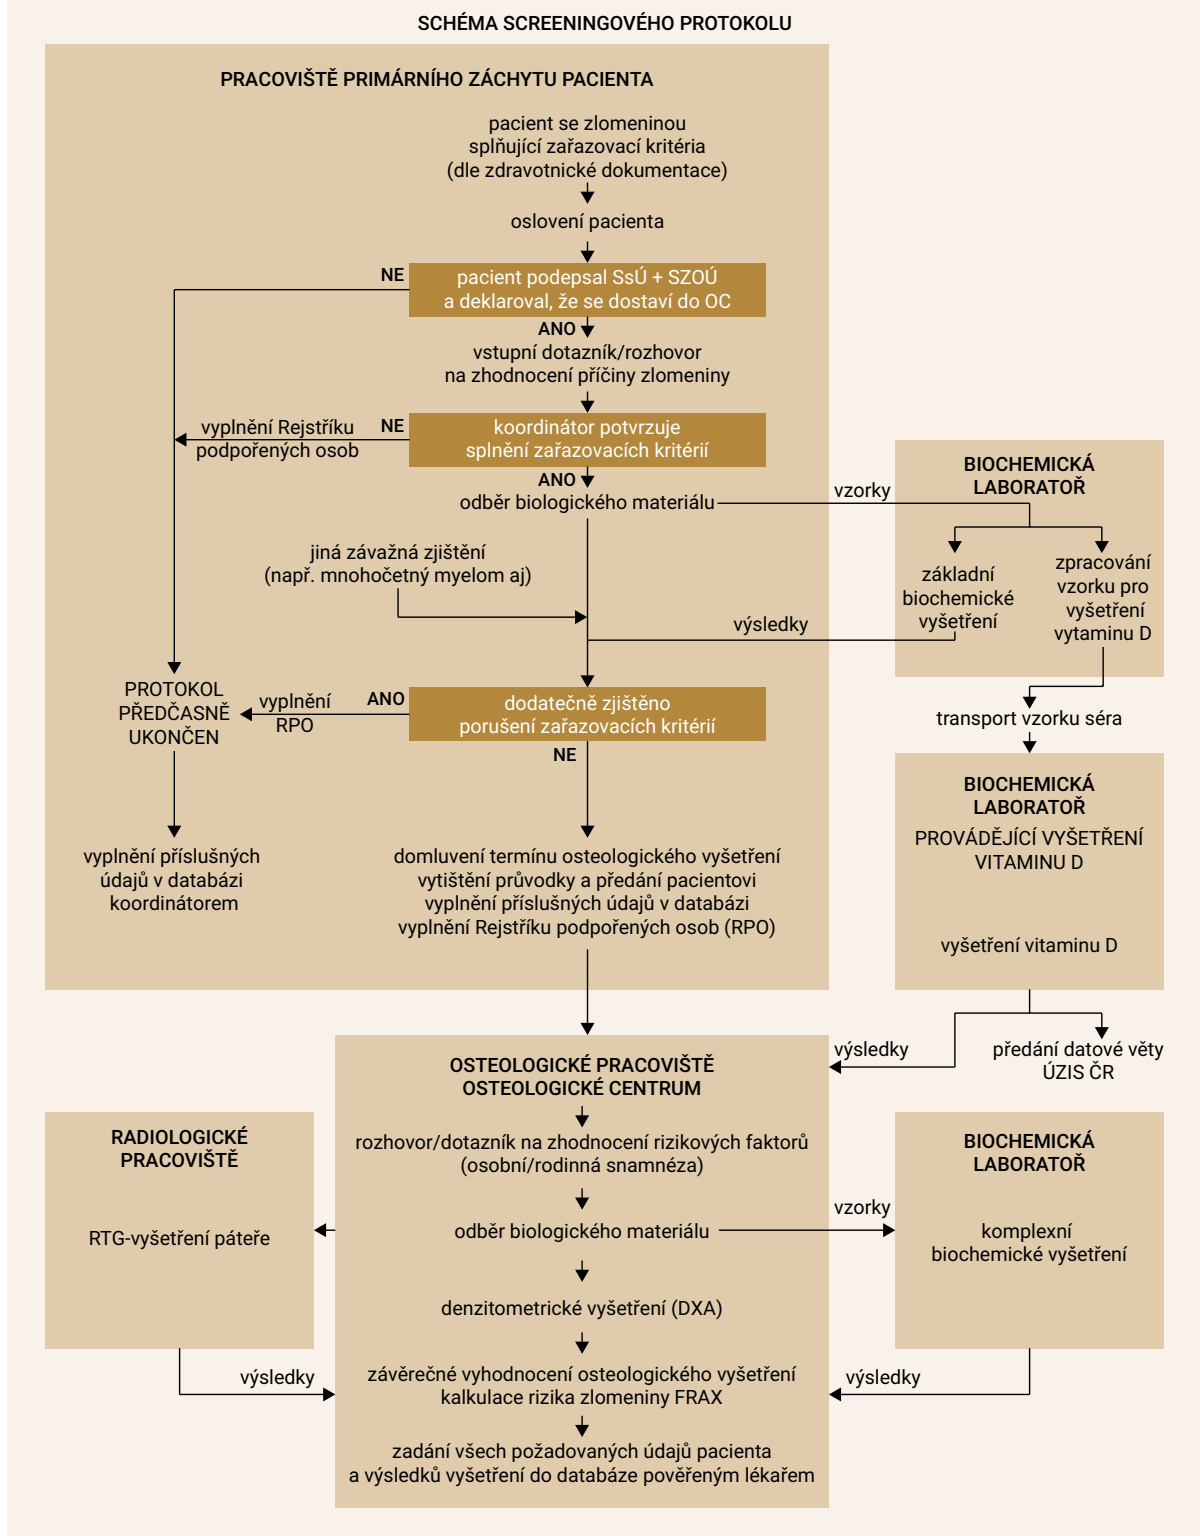 SCHÉMA SCREENINGOVÉHO PROTOKOLU
PRACOVIŠTĚ PRIMÁRNÍHO ZÁCHYTU PACIENTA
pacient se zlomeninou
splňující zařazovací kritéria
(dle zdravotnické dokumentace)
oslovení pacienta
NE
pacient podepsal SsÚ + SZOÚ
a deklaroval, že se dostaví do OC
ANO
vstupní dotazník/rozhovor
na zhodnocení příčiny zlomeniny
vyplnění Rejstříku
podpořených osob
NE
koordinátor potvrzuje
splnění zařazovacích kritérií
ANO
odběr biologického materiálu
vzorky
BIOCHEMICKÁ
LABORATOŘ
základní
biochemické
vyšetření
zpracování
vzorku pro
vyšetření
vytaminu D
jiná závažná zjištění
(např. mnohočetný myelom aj)
výsledky
PROTOKOL
PŘEDČASNĚ
UKONČEN
vyplnění
RPO
ANO
dodatečně zjištěno
porušení zařazovacích kritérií
NE
transport vzorku séra
BIOCHEMICKÁ
LABORATOŘ
PROVÁDĚJÍCÍ VYŠETŘENÍ
VITAMINU D
vyšetření vitaminu D
vyplnění příslušných
údajů v databázi
koordinátorem
domluvení termínu osteologického vyšetření
vytištění průvodky a předání pacientovi
vyplnění příslušných údajů v databázi
vyplnění Rejstříku podpořených osob (RPO)
výsledky
předání datové věty
ÚZIS ČR
OSTEOLOGICKÉ PRACOVIŠTĚ
OSTEOLOGICKÉ CENTRUM
rozhovor/dotazník na zhodnocení rizikových faktorů
(osobní/rodinná snamnéza)
RADIOLOGICKÉ
PRACOVIŠTĚ
RTG-vyšetření páteře
odběr biologického materiálu
vzorky
BIOCHEMICKÁ
LABORATOŘ
komplexní
biochemické vyšetření
denzitometrické vyšetření (DXA)
výsledky
závěrečné vyhodnocení osteologického vyšetření
kalkulace rizika zlomeniny FRAX
výsledky
zadání všech požadovaných údajů pacienta
a výsledků vyšetření do databáze pověřeným lékařem